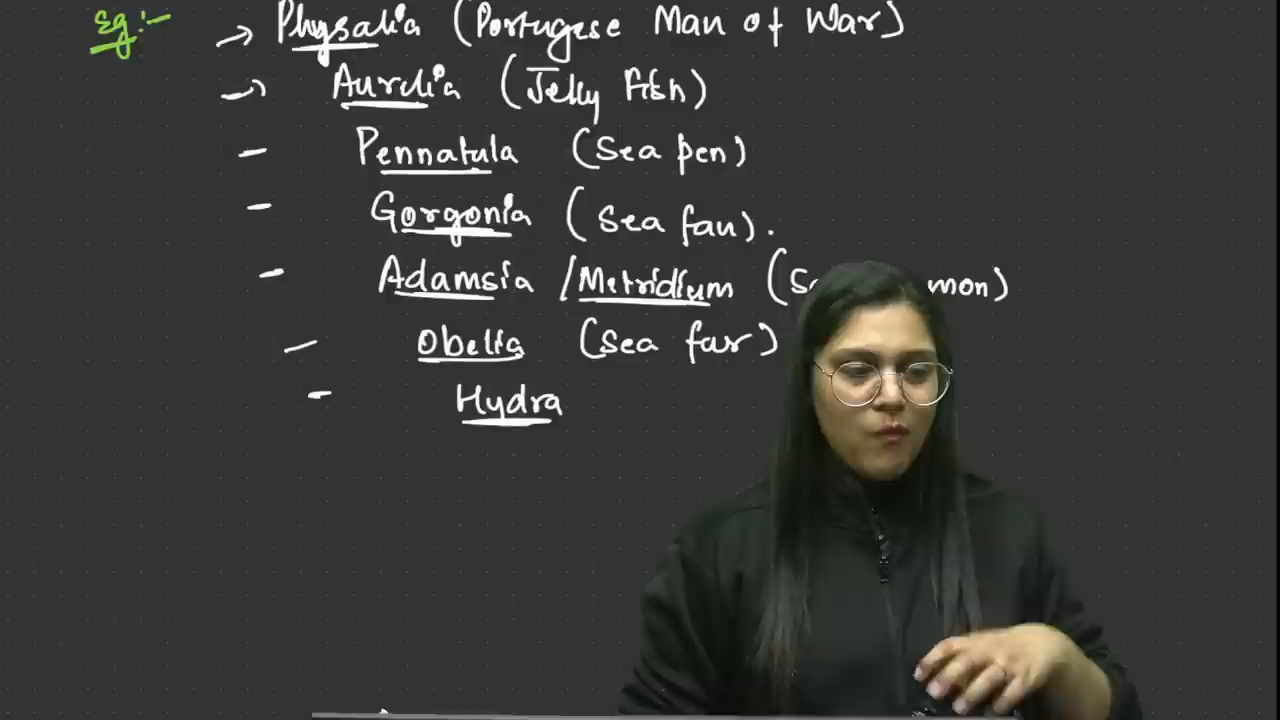 Eg:-
→ Physalia (Portugese Man of War)
→ Aurelia (Jelly fish)
- Pennatula (Sea pen)
- Gorgonia (Sea fan).
- Adamsia / Metridium (
- Obelia (Sea fur)
- Hydra